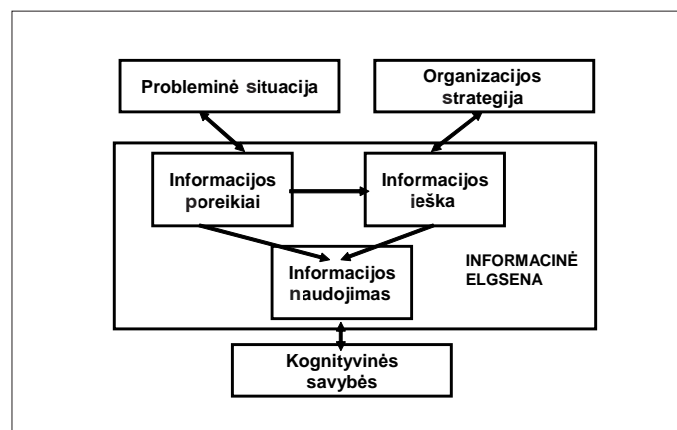 Probleminė situacija
Organizacijos
strategija
Informacijos
poreikiai
Informacijos
ieška
Informacijos
naudojimas
INFORMACINĖ
ELGSENA
Kognityvinės
savybės